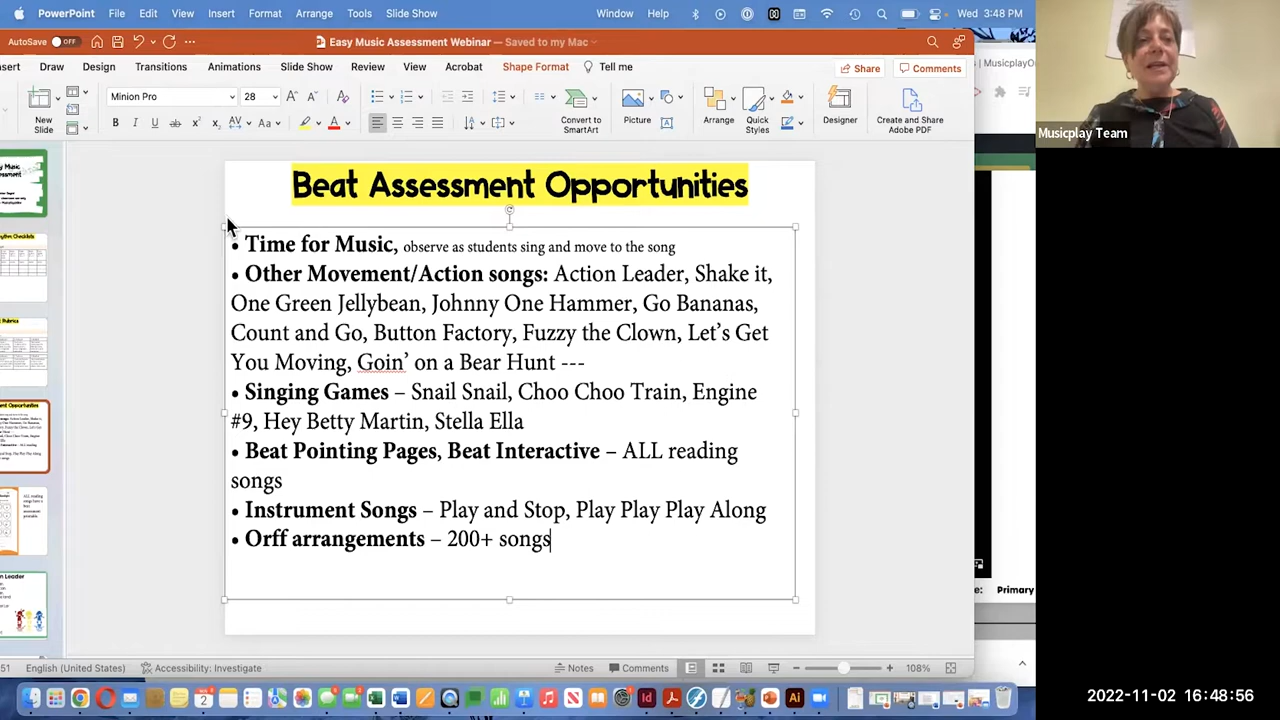 PowerPoint File Edit View Insert Format Arrange Tools Slide Show Window Help Wed 3:48 PM
AutoSave OFF Easy Music Assessment Webinar — Saved to my Mac
Insert Draw Design Transitions Animations Slide Show Review View Acrobat Shape Format Tell me Share Comments
Minion Pro 28
New Slide Convert to SmartArt Picture Arrange Quick Styles Designer Create and Share Adobe PDF
Musicplay Team
Beat Assessment Opportunities
• Time for Music, observe as students sing and move to the song
• Other Movement/Action songs: Action Leader, Shake it,
One Green Jellybean, Johnny One Hammer, Go Bananas,
Count and Go, Button Factory, Fuzzy the Clown, Let's Get
You Moving, Goin' on a Bear Hunt ---
• Singing Games – Snail Snail, Choo Choo Train, Engine
#9, Hey Betty Martin, Stella Ella
• Beat Pointing Pages, Beat Interactive – ALL reading
songs
• Instrument Songs – Play and Stop, Play Play Play Along
• Orff arrangements – 200+ songs
Primary
51 English (United States) Accessibility: Investigate Notes Comments 108%
2022-11-02 16:48:56